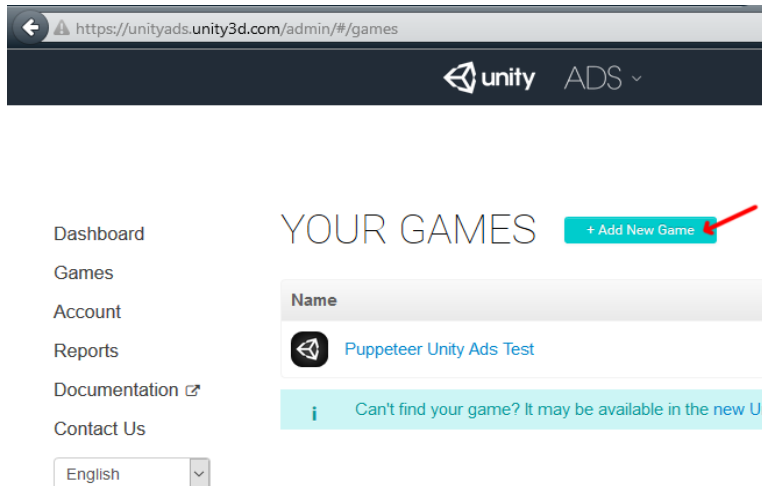 https://unityads.unity3d.com/admin/#/games
unity ADS
Dashboard
Games
Account
Reports
Documentation
Contact Us
English
YOUR GAMES
+ Add New Game
Name
Puppeteer Unity Ads Test
i Can't find your game? It may be available in the new U